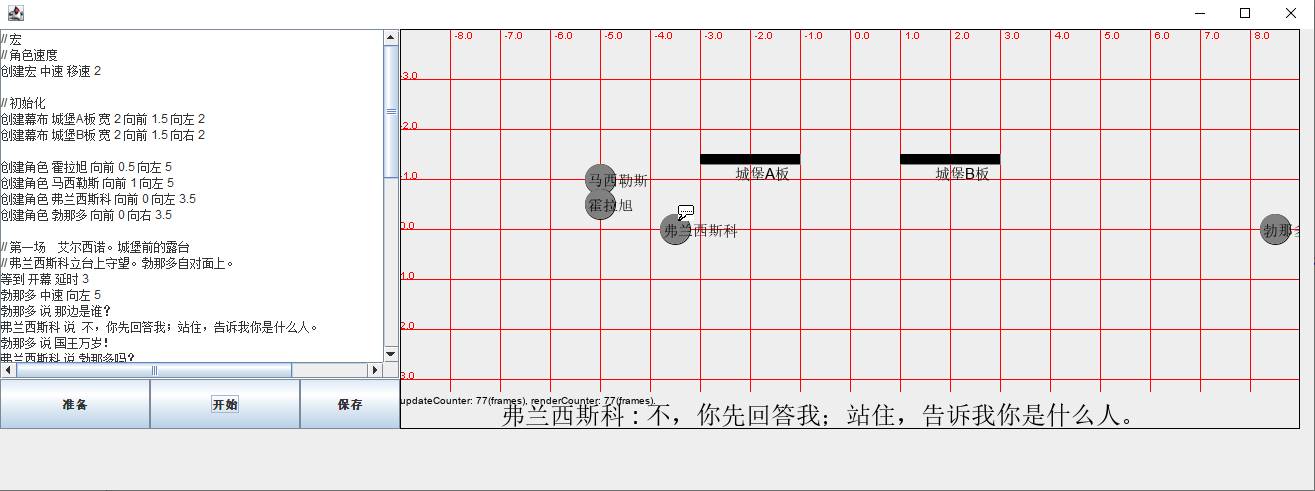 //宏
//角色速度
创建宏 中速 移速 2
//初始化
创建幕布 城堡A板 宽 2 向前 1.5 向左 2
创建幕布 城堡B板 宽 2 向前 1.5 向右 2
创建角色 霍拉旭 向前 0.5 向左 5
创建角色 马西勒斯 向前 1 向左 5
创建角色 弗兰西斯科 向前 0 向左 3.5
创建角色 勃那多 向前 0 向右 3.5
//第一场　艾尔西诺。城堡前的露台
//弗兰西斯科立台上守望。勃那多自对面上。
等到 开幕 延时 3
勃那多 中速 向左 5
勃那多 说 那边是谁?
弗兰西斯科 说 不，你先回答我；站住，告诉我你是什么人。
勃那多 说 国王万岁!
弗兰西斯科 说 勃那多吗?
准备
开始
保存
-8.0 -7.0 -6.0 -5.0 -4.0 -3.0 -2.0 -1.0 0.0 1.0 2.0 3.0 4.0 5.0 6.0 7.0 8.0
3.0
2.0
城堡A板
城堡B板
1.0
马西勒斯
霍拉旭
0.0
弗兰西斯科
勃那多
1.0
2.0
3.0
updateCounter: 77(frames), renderCounter: 77(frames).
弗兰西斯科：不，你先回答我；站住，告诉我你是什么人。